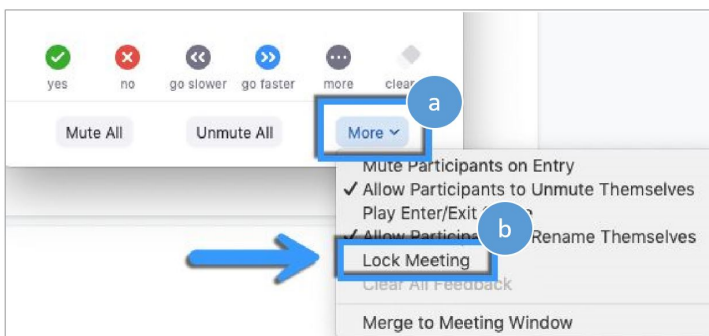 yes no go slower go faster more clear
a
Mute All Unmute All More
Mute Participants on Entry
Allow Participants to Unmute Themselves
Play Enter/Exit
b
Allow Rename Themselves
Lock Meeting
Clear All Feedback
Merge to Meeting Window